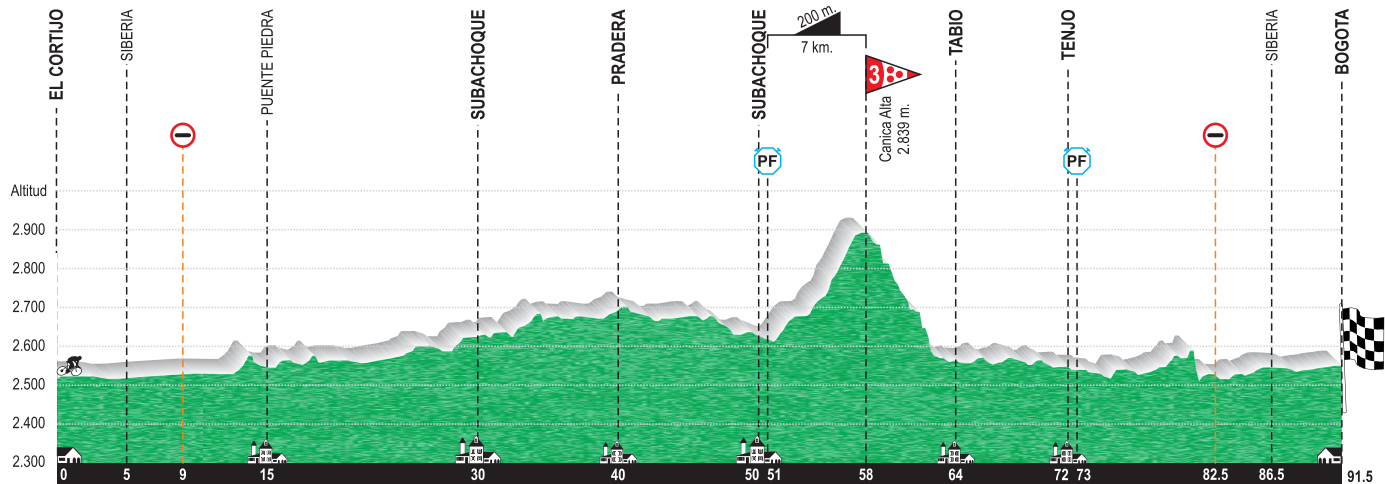 EL CORTIJO
SIBERIA
PUENTE PIEDRA
SUBACHOQUE
PRADERA
SUBACHOQUE
200 m.
7 km.
3
Canica Alta
2.839 m.
TABIO
TENJO
SIBERIA
BOGOTA
PF
PF
Altitud
2.900
2.800
2.700
2.600
2.500
2.400
2.300
0 5 9 15 30 40 50 51 58 64 72 73 82.5 86.5 91.5